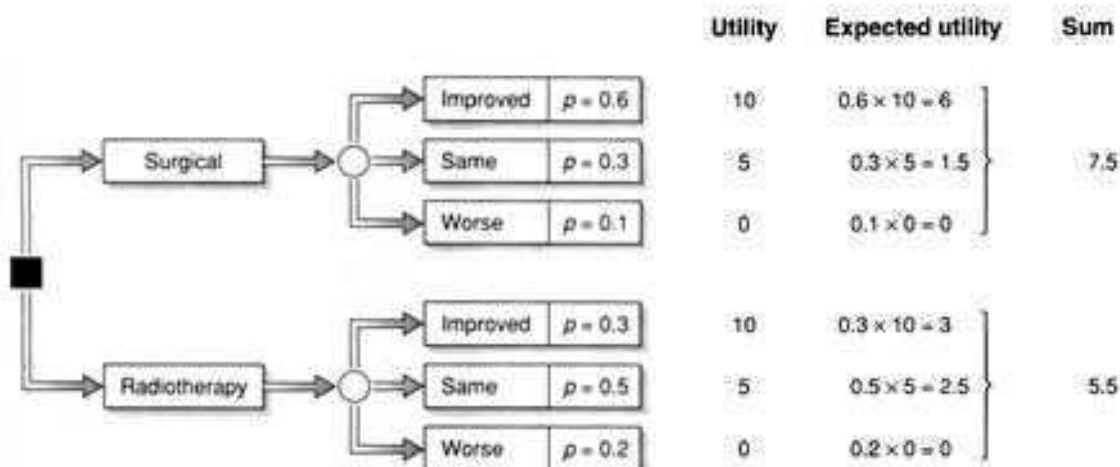 Utility Expected utility Sum
Improved p = 0.6 10 0.6 × 10 = 6
Surgical Same p = 0.3 5 0.3 × 5 = 1.5 7.5
Worse p = 0.1 0 0.1 × 0 = 0
Improved p = 0.3 10 0.3 × 10 = 3
Radiotherapy Same p = 0.5 5 0.5 × 5 = 2.5 5.5
Worse p = 0.2 0 0.2 × 0 = 0